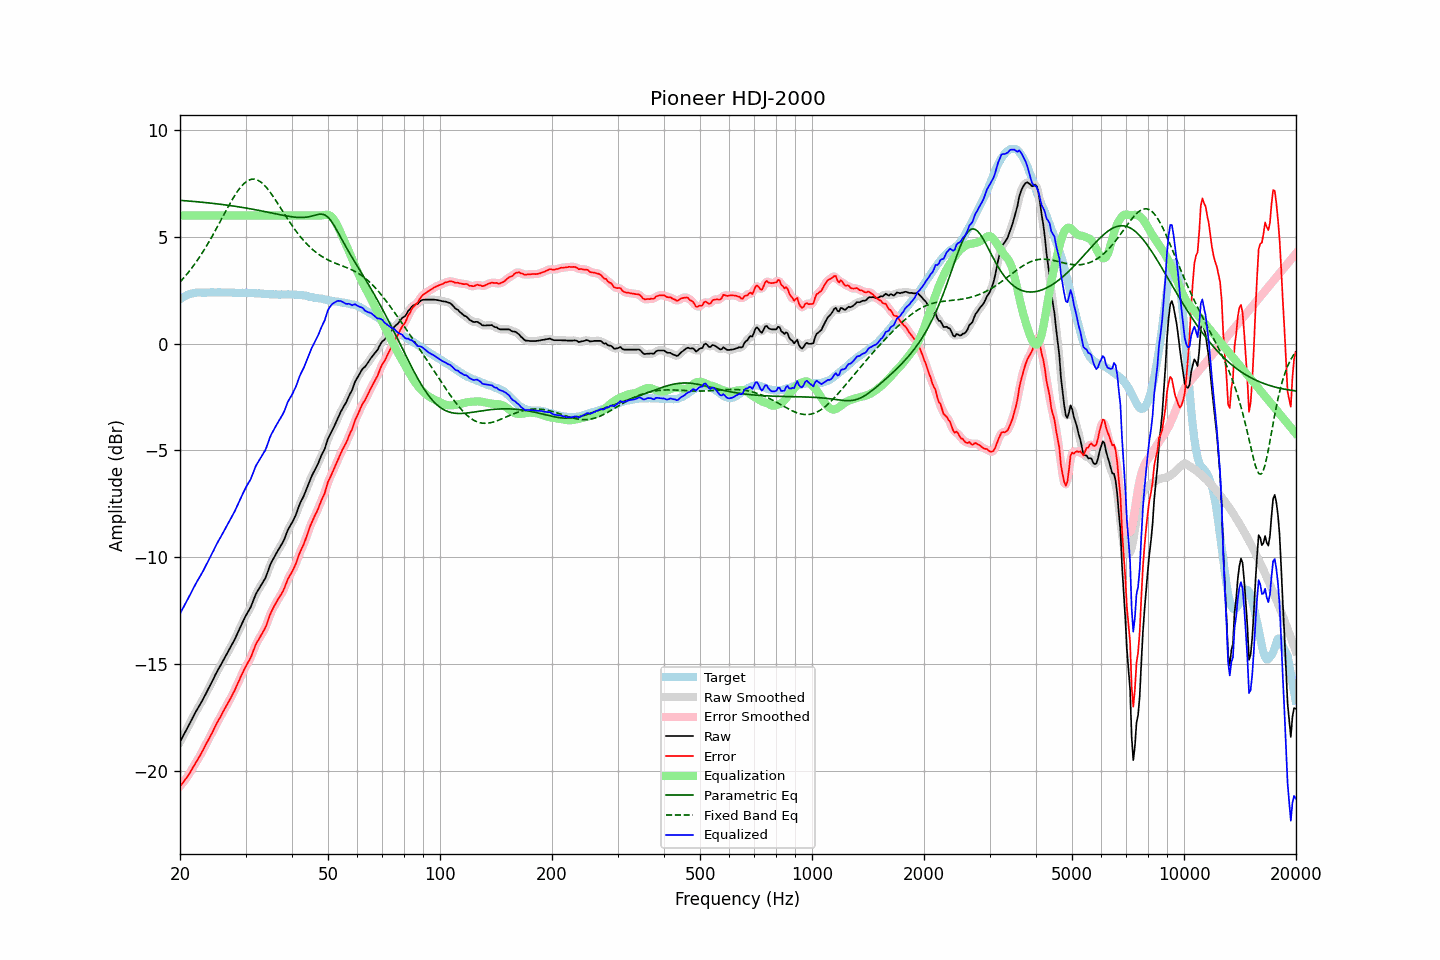 Pioneer HDJ-2000
Amplitude (dBr)
10
5
0
−5
−10
−15
−20
Target
Raw Smoothed
Error Smoothed
Raw
Error
Equalization
Parametric Eq
Fixed Band Eq
Equalized
20 50 100 200 500 1000 2000 5000 10000 20000
Frequency (Hz)